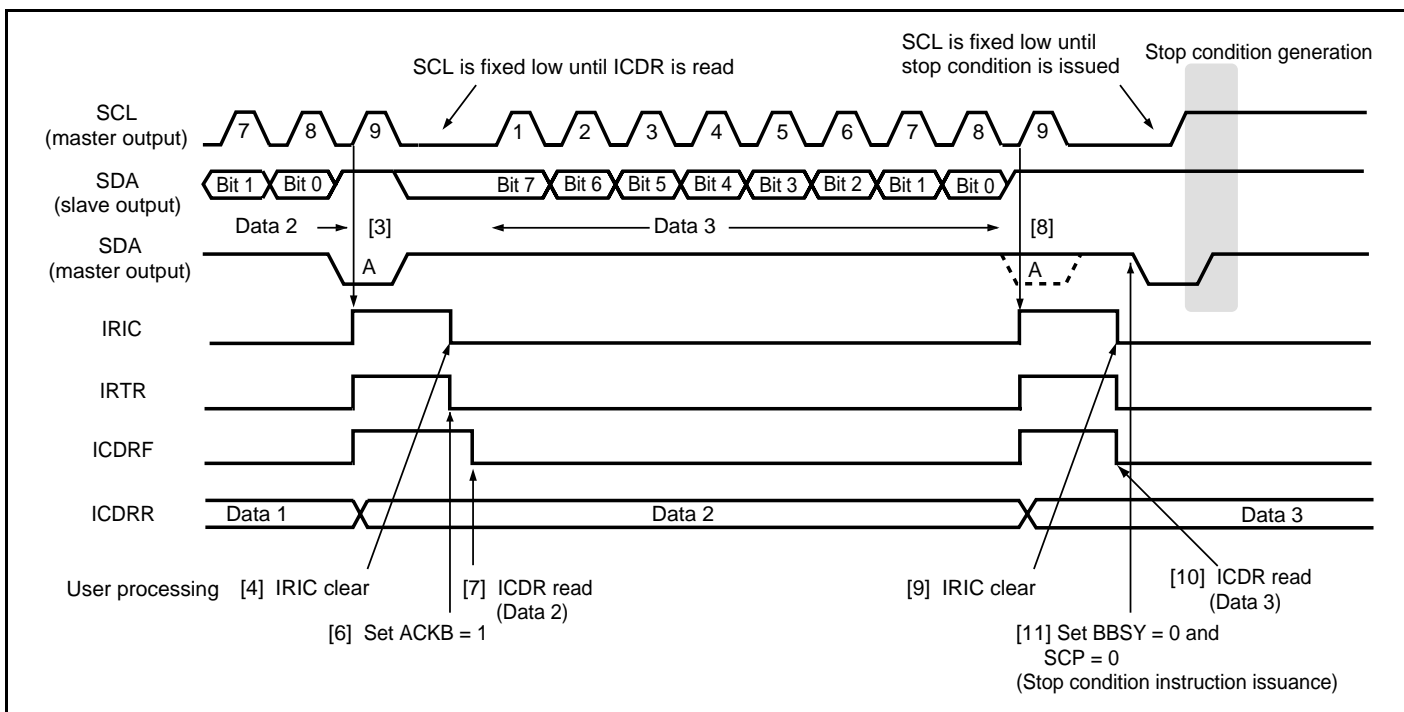 SCL is fixed low until ICDR is read
SCL is fixed low until
stop condition is issued
Stop condition generation
SCL
(master output)
7 8 9 1 2 3 4 5 6 7 8 9
SDA
(slave output)
Bit 1 Bit 0 Bit 7 Bit 6 Bit 5 Bit 4 Bit 3 Bit 2 Bit 1 Bit 0
Data 2 [3] Data 3 [8]
SDA
(master output)
A A
IRIC
IRTR
ICDRF
ICDRR
Data 1 Data 2 Data 3
User processing
[4] IRIC clear
[7] ICDR read
(Data 2)
[6] Set ACKB = 1
[9] IRIC clear
[10] ICDR read
(Data 3)
[11] Set BBSY = 0 and
SCP = 0
(Stop condition instruction issuance)